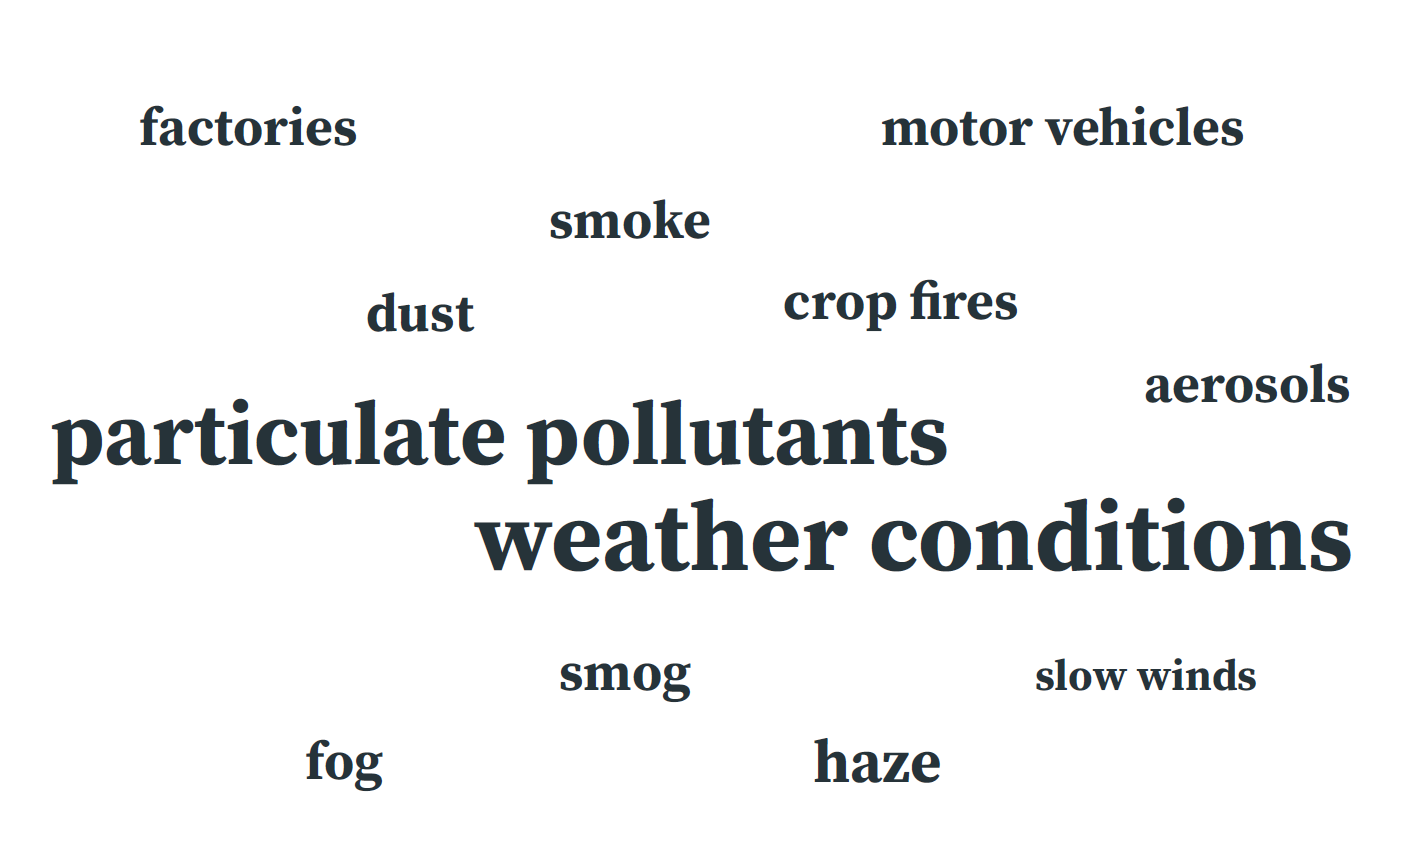 factories
motor vehicles
smoke
crop fires
dust
aerosols
particulate pollutants
weather conditions
smog
slow winds
fog
haze